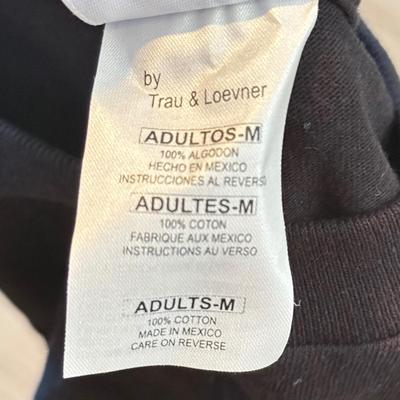 by
Trau & Loevner
ADULTOS-M
100% ALGODON
HECHO EN MEXICO
INSTRUCCIONES AL REVERS
ADULTES-M
100% COTON
FABRIQUE AUX MEXICO
INSTRUCTIONS AU VERSO
ADULTS-M
100% COTTON
MADE IN MEXICO
CARE ON REVERSE